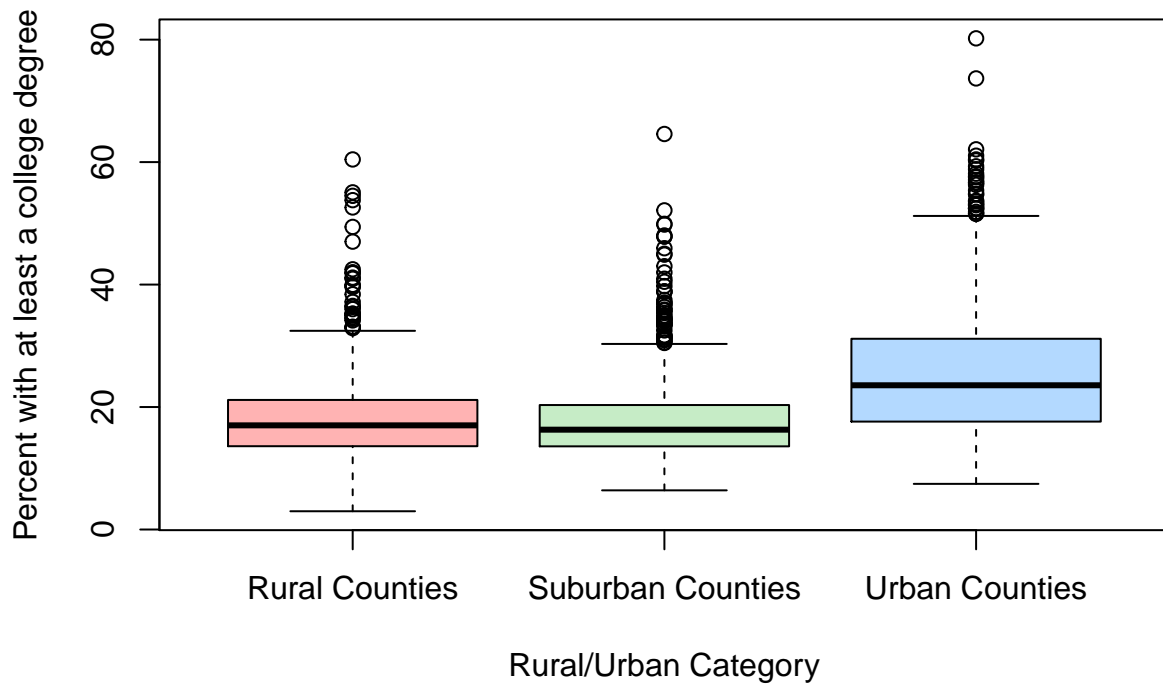 Percent with at least a college degree
80
60
40
20
0
Rural Counties
Suburban Counties
Urban Counties
Rural/Urban Category